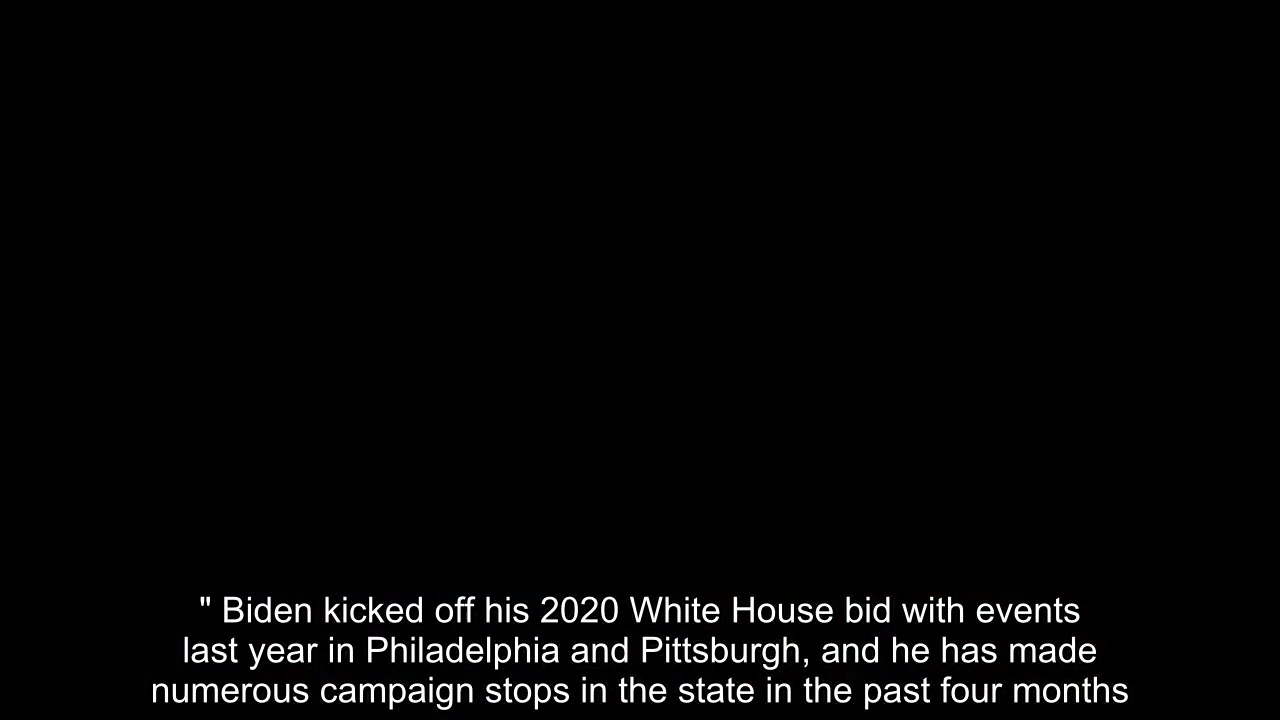 " Biden kicked off his 2020 White House bid with events
last year in Philadelphia and Pittsburgh, and he has made
numerous campaign stops in the state in the past four months